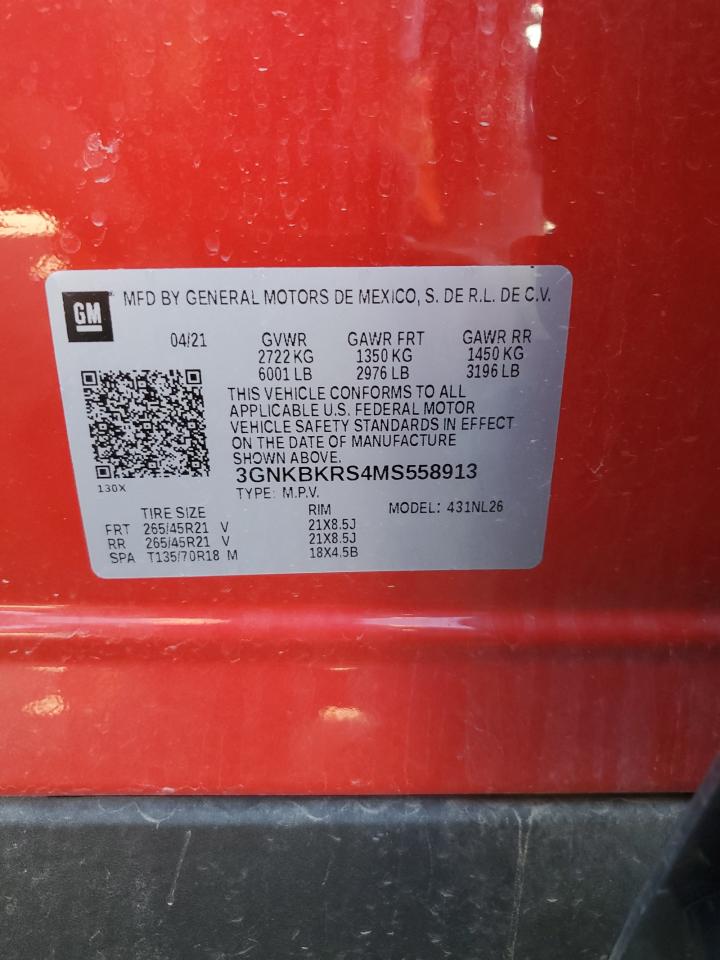 GM
MFD BY GENERAL MOTORS DE MEXICO, S. DE R.L. DE C.V.
04/21 GVWR GAWR FRT GAWR RR
2722 KG 1350 KG 1450 KG
6001 LB 2976 LB 3196 LB
THIS VEHICLE CONFORMS TO ALL
APPLICABLE U.S. FEDERAL MOTOR
VEHICLE SAFETY STANDARDS IN EFFECT
ON THE DATE OF MANUFACTURE
SHOWN ABOVE.
3GNKBKRS4MS558913
130X
TYPE: M.P.V.
TIRE SIZE RIM MODEL: 431NL26
FRT 265/45R21 V 21X8.5J
RR 265/45R21 V 21X8.5J
SPA T135/70R18 M 18X4.5B